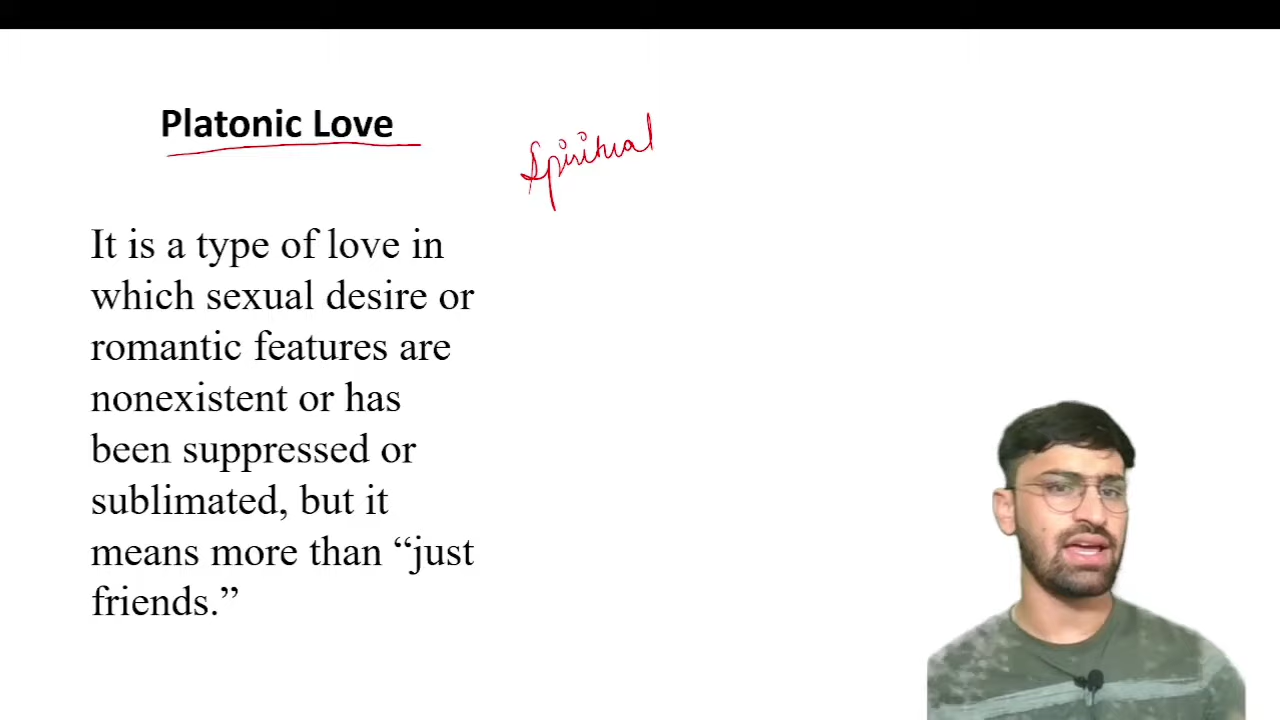 Platonic Love
Spiritual
It is a type of love in
which sexual desire or
romantic features are
nonexistent or has
been suppressed or
sublimated, but it
means more than “just
friends.”